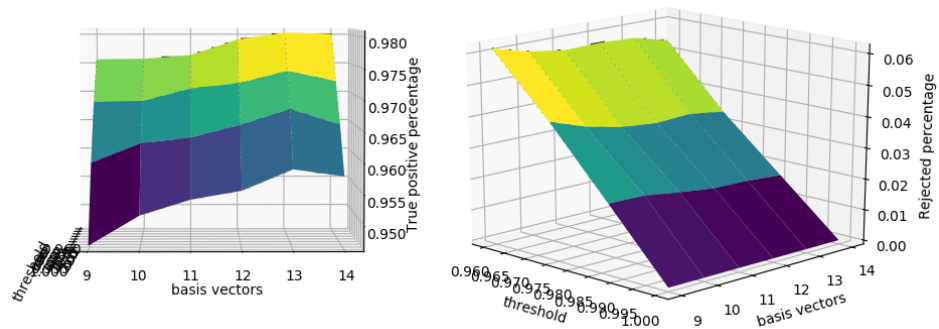 0.980
0.975
0.970
0.965
0.960
0.955
0.950
True positive percentage
threshold
9 10 11 12 13 14
basis vectors
0.06
0.05
0.04
0.03
0.02
0.01
0.00
Rejected percentage
0.960
0.965
0.970
0.975
0.980
0.985
0.990
0.995
1.000
threshold
9 10 11 12 13 14
basis vectors